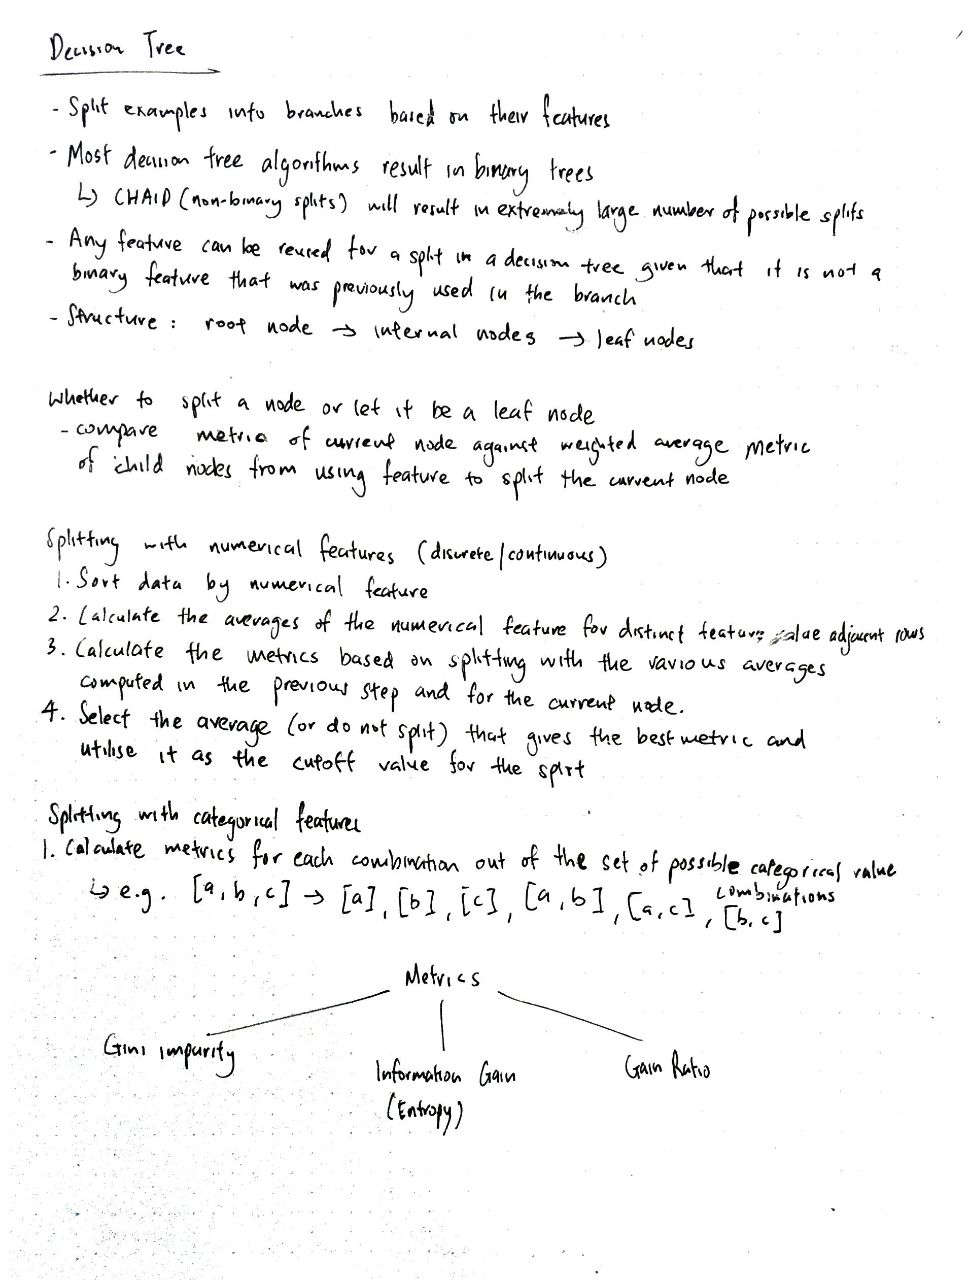 Decision Tree
- Split examples into branches based on their features
- Most decision tree algorithms result in binary trees
↳ CHAID (non-binary splits) will result in extremely large number of possible splits
- Any feature can be reused for a split in a decision tree given that it is not a
binary feature that was previously used in the branch
- Structure : root node → internal nodes → leaf nodes
Whether to split a node or let it be a leaf node
- compare metric of current node against weighted average metric
of child nodes from using feature to split the current node
Splitting with numerical features (discrete/continuous)
1. Sort data by numerical feature
2. Calculate the averages of the numerical feature for distinct feature value adjacent rows
3. Calculate the metrics based on splitting with the various averages
computed in the previous step and for the current node.
4. Select the average (or do not split) that gives the best metric and
utilise it as the cutoff value for the split
Splitting with categorical features
1. Calculate metrics for each combination out of the set of possible categorical value
combinations
↳ e.g. [a,b,c] → [a], [b], [c], [a,b], [a,c], [b,c]
Metrics
Gini impurity
Information Gain
(Entropy)
Gain Ratio